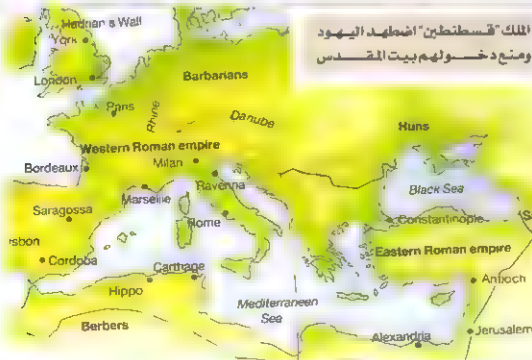 الملك "قسطنطين" اضطهد اليهود
ومنع دخولهم بيت المقدس
Hadrian's Wall
York
London
Barbarians
Paris
Rhine
Danube
Huns
Western Roman empire
Milan
Bordeaux
Ravenna
Black Sea
Marseille
Saragossa
Rome
Constantinople
isbon
Eastern Roman empire
Cordoba
Carthage
Antioch
Hippo
Mediterranean
Sea
Berbers
Alexandria
Jerusalem